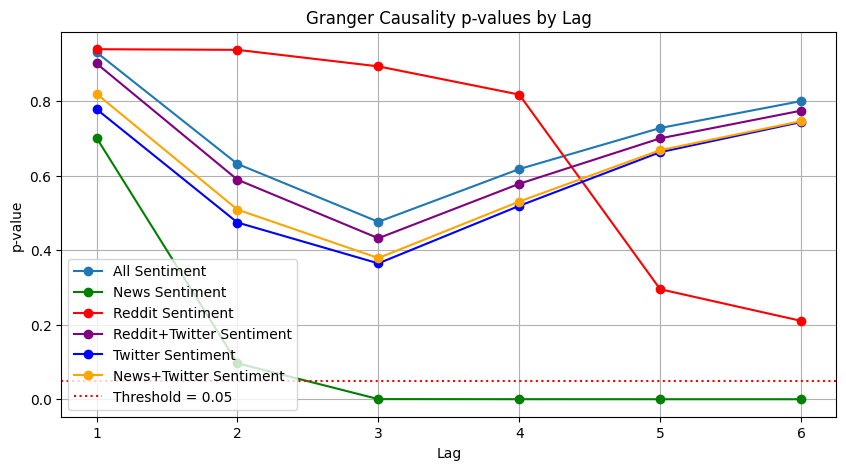 Granger Causality p-values by Lag
p-value
0.8
0.6
0.4
0.2
0.0
All Sentiment
News Sentiment
Reddit Sentiment
Reddit+Twitter Sentiment
Twitter Sentiment
News+Twitter Sentiment
Threshold = 0.05
1 2 3 4 5 6
Lag